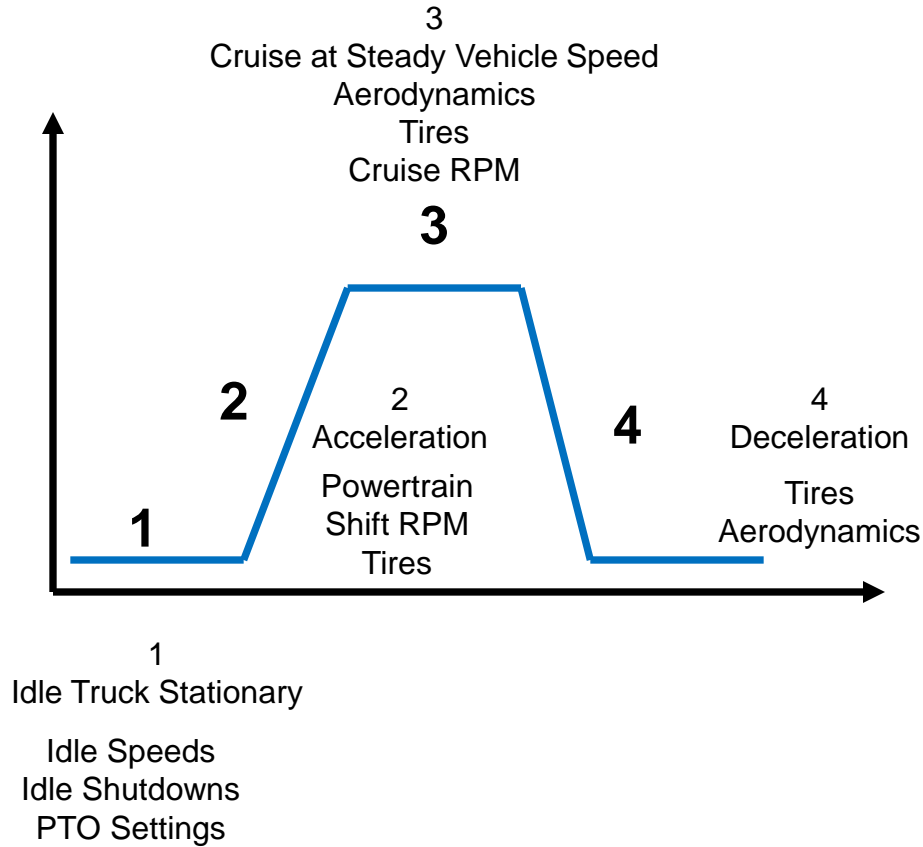 3
Cruise at Steady Vehicle Speed
Aerodynamics
Tires
Cruise RPM
3
2
2
Acceleration
Powertrain
Shift RPM
Tires
4
4
Deceleration
Tires
Aerodynamics
1
1
Idle Truck Stationary
Idle Speeds
Idle Shutdowns
PTO Settings